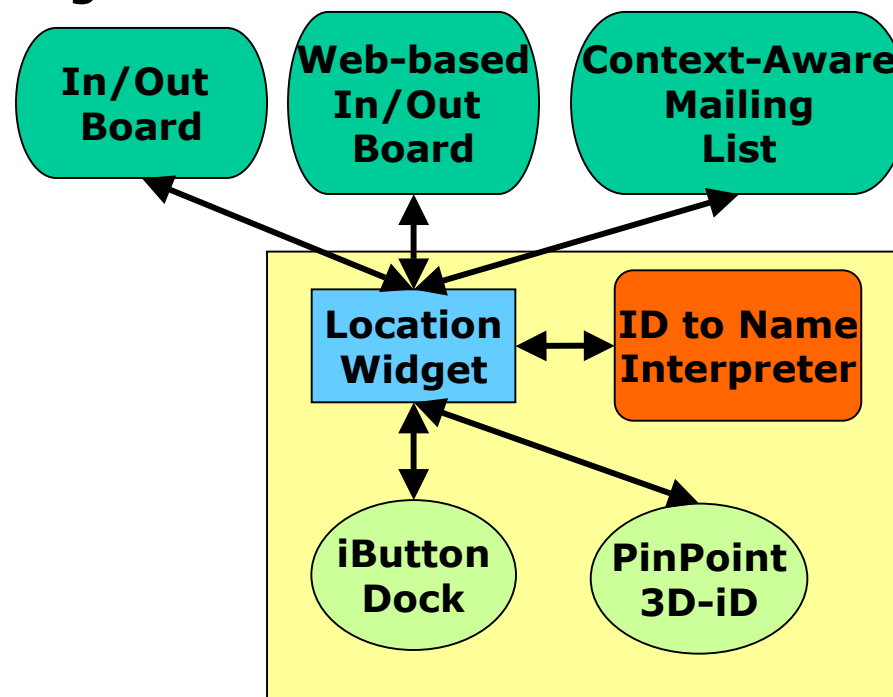 In/Out
Board
Web-based
In/Out
Board
Context-Aware
Mailing
List
Location
Widget
ID to Name
Interpreter
iButton
Dock
PinPoint
3D-iD